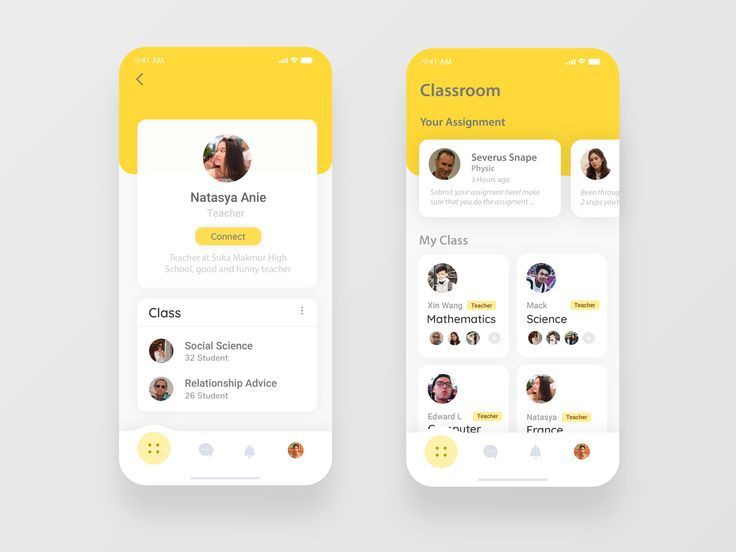 9:41 AM
Natasya Anie
Teacher
Connect
Teacher at Suka Makmur High
School, good and funny teacher
Class
Social Science
32 Student
Relationship Advice
26 Student
9:41 AM
Classroom
Your Assignment
Severus Snape
Physic
3 Hours ago
Submit your assigment here! make
sure that you do the assigment ...
Been throug
2 steps you'r
My Class
Xin Wang Teacher
Mathematics
Mack Teacher
Science
Edward L Teacher
Computer
Natasya Teacher
France